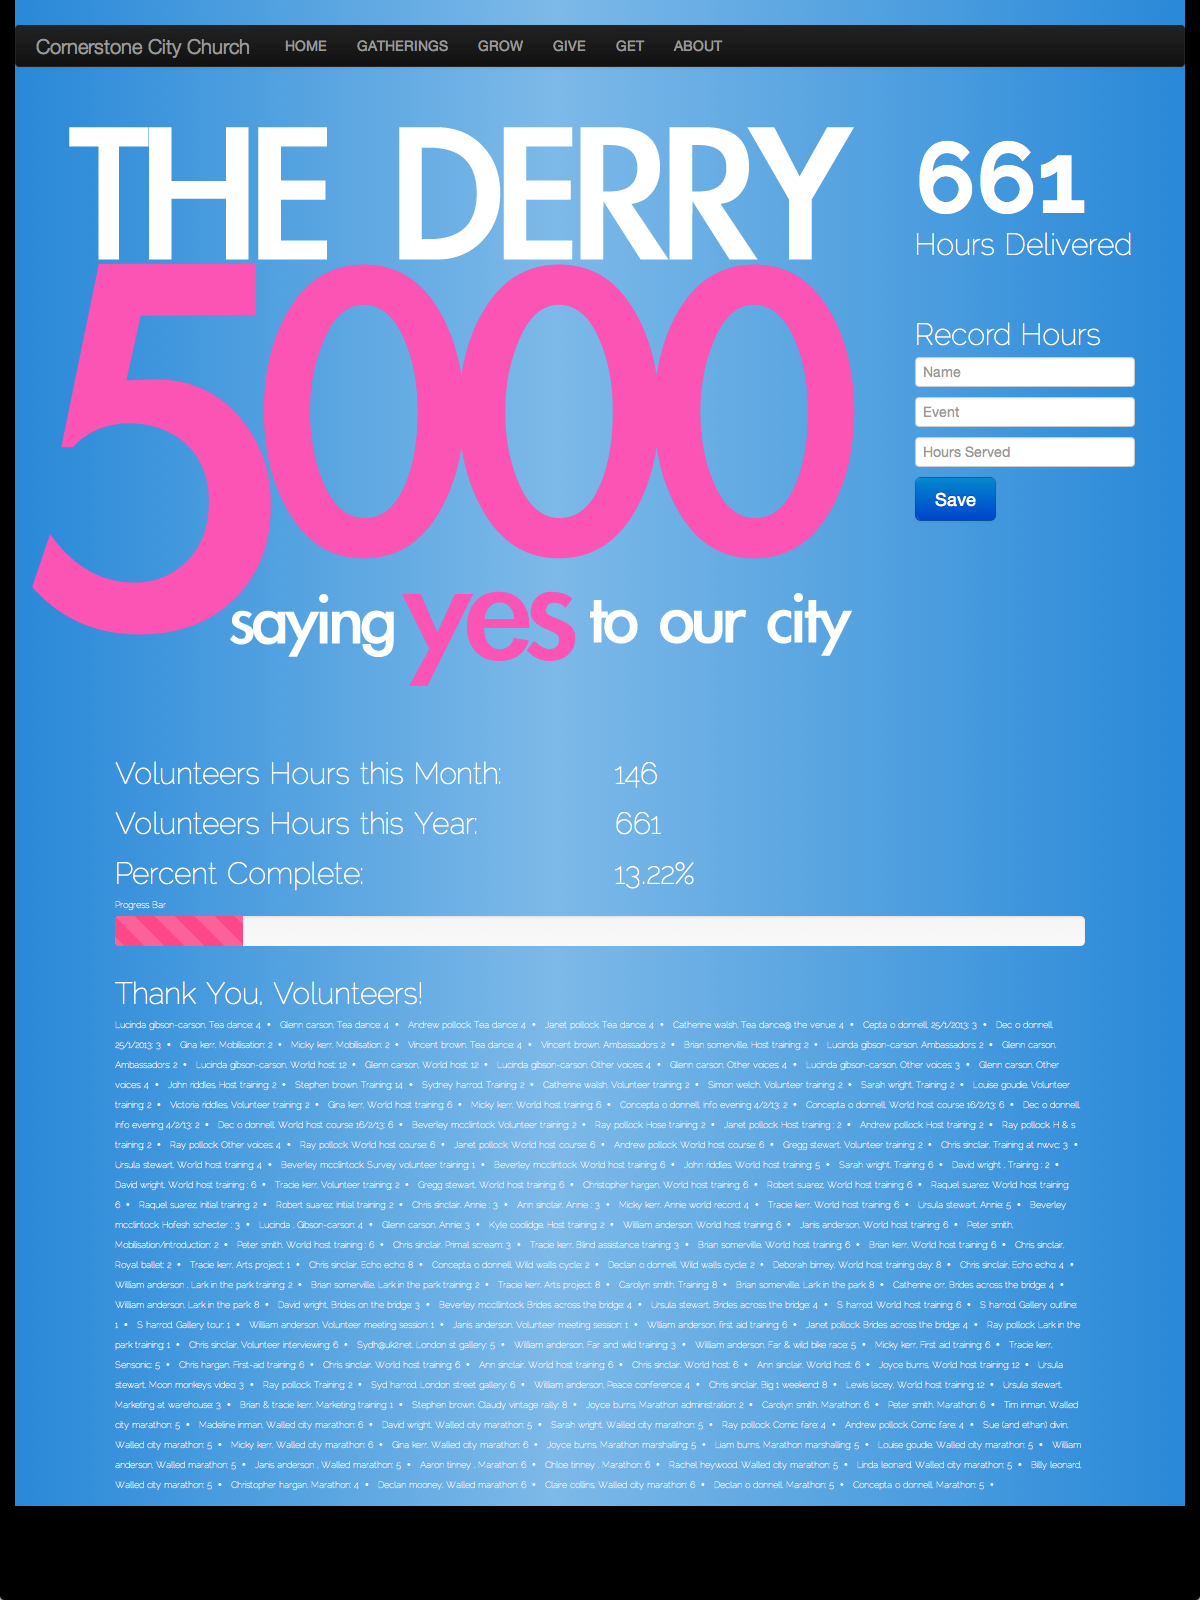 Cornerstone City Church HOME GATHERINGS GROW GIVE GET ABOUT
THE DERRY
5000
saying yes to our city
661
Hours Delivered
Record Hours
Name
Event
Hours Served
Save
Volunteers Hours this Month: 146
Volunteers Hours this Year: 661
Percent Complete: 13.22%
Progress Bar
Thank You, Volunteers!
Lucinda gibson-carson, Tea dance: 4 • Glenn carson, Tea dance: 4 • Andrew pollock, Tea dance: 4 • Janet pollock, Tea dance: 4 • Catherine walsh, Tea dance@ the venue: 4 • Cepta o donnell, 25/1/2013: 3 • Dec o donnell,
25/1/2013: 3 • Gina kerr, Mobilisation: 2 • Micky kerr, Mobilisation: 2 • Vincent brown, Tea dance: 4 • Vincent brown, Ambassadors: 2 • Brian somerville, Host training: 2 • Lucinda gibson-carson, Ambassadors: 2 • Glenn carson,
Ambassadors: 2 • Lucinda gibson-carson, World host: 12 • Glenn carson, World host: 12 • Lucinda gibson-carson, Other voices: 4 • Glenn carson, Other voices: 4 • Lucinda gibson-carson, Other voices: 3 • Glenn carson, Other
voices: 4 • John riddles, Host training: 2 • Stephen brown, Training: 14 • Sydney harrod, Training: 2 • Catherine walsh, Volunteer training: 2 • Simon welch, Volunteer training: 2 • Sarah wright, Training: 2 • Louise goudie, Volunteer
training: 2 • Victoria riddles, Volunteer training: 2 • Gina kerr, World host training: 6 • Micky kerr, World host training: 6 • Concepta o donnell, info evening 4/2/13: 2 • Concepta o donnell, World host course 16/2/13: 6 • Dec o donnell,
info evening 4/2/13: 2 • Dec o donnell, World host course 16/2/13: 6 • Beverley mcclintock, Volunteer training: 2 • Ray pollock, Hose training: 2 • Janet pollock, Host training : 2 • Andrew pollock, Host training: 2 • Ray pollock, H & s
training: 2 • Ray pollock, Other voices: 4 • Ray pollock, World host course: 6 • Janet pollock, World host course: 6 • Andrew pollock, World host course: 6 • Gregg stewart, Volunteer training: 2 • Chris sinclair, Training at nwvc: 3 •
Ursula stewart, World host training: 4 • Beverley mcclintock, Survey volunteer training: 1 • Beverley mcclintock, World host training: 6 • John riddles, World host training: 5 • Sarah wright, Training: 6 • David wright , Training : 2 •
David wright, World host training : 6 • Tracie kerr, Volunteer training: 2 • Gregg stewart, World host training: 6 • Christopher hargan, World host training: 6 • Robert suarez, World host training: 6 • Raquel suarez, World host training:
6 • Raquel suarez, initial training: 2 • Robert suarez, initial training: 2 • Chris sinclair, Annie : 3 • Ann sinclair, Annie : 3 • Micky kerr, Annie world record: 4 • Tracie kerr, World host training: 6 • Ursula stewart, Annie: 5 • Beverley
mcclintock, Hofesh schecter : 3 • Lucinda , Gibson-carson: 4 • Glenn carson, Annie: 3 • Kyle coolidge, Host training: 2 • William anderson, World host training: 6 • Janis anderson, World host training: 6 • Peter smith,
Mobilisation/introduction: 2 • Peter smith, World host training : 6 • Chris sinclair, Primal scream: 3 • Tracie kerr, Blind assistance training: 3 • Brian somerville, World host training: 6 • Brian kerr, World host training: 6 • Chris sinclair,
Royal ballet: 2 • Tracie kerr, Arts project: 1 • Chris sinclair, Echo echo: 8 • Concepta o donnell, Wild walls cycle: 2 • Declan o donnell, Wild walls cycle: 2 • Deborah birney, World host training day: 8 • Chris sinclair, Echo echo: 4 •
William anderson , Lark in the park training: 2 • Brian somerville, Lark in the park training: 2 • Tracie kerr, Arts project: 8 • Carolyn smith, Training: 8 • Brian somerville, Lark in the park: 8 • Catherine orr, Brides across the bridge: 4 •
William anderson, Lark in the park: 8 • David wright, Brides on the bridge: 3 • Beverley mccllintock, Brides across the bridge: 4 • Ursula stewart, Brides across the bridge: 4 • S harrod, World host training: 6 • S harrod, Gallery outline:
1 • S harrod, Gallery tour: 1 • William anderson, Volunteer meeting session: 1 • Janis anderson, Volunteer meeting session: 1 • William anderson, first aid training: 6 • Janet pollock, Brides across the bridge: 4 • Ray pollock, Lark in the
park training: 1 • Chris sinclair, Volunteer interviewing: 6 • Sydh@uk2net, London st gallery: 5 • William anderson, Far and wild training: 3 • William anderson, Far & wild bike race: 5 • Micky kerr, First aid training: 6 • Tracie kerr,
Sensonic: 5 • Chris hargan, First-aid training: 6 • Chris sinclair, World host training: 6 • Ann sinclair, World host training: 6 • Chris sinclair, World host: 6 • Ann sinclair, World host: 6 • Joyce burns, World host training: 12 • Ursula
stewart, Moon monkeys video: 3 • Ray pollock, Training: 2 • Syd harrod, London street gallery: 6 • William anderson, Peace conference: 4 • Chris sinclair, Big 1 weekend: 8 • Lewis lacey, World host training: 12 • Ursula stewart,
Marketing at warehouse: 3 • Brian & tracie kerr, Marketing training: 1 • Stephen brown, Claudy vintage rally: 8 • Joyce burns, Marathon administration: 2 • Carolyn smith, Marathon: 6 • Peter smith, Marathon: 6 • Tim inman, Walled
city marathon: 5 • Madeline inman, Walled city marathon: 6 • David wright, Walled city marathon: 5 • Sarah wright, Walled city marathon: 5 • Ray pollock, Comic fare: 4 • Andrew pollock, Comic fare: 4 • Sue (and ethan) divin,
Walled city marathon: 5 • Micky kerr, Walled city marathon: 6 • Gina kerr, Walled city marathon: 6 • Joyce burns, Marathon marshalling: 5 • Liam burns, Marathon marshalling: 5 • Louise goudie, Walled city marathon: 5 • William
anderson, Walled marathon: 5 • Janis anderson , Walled marathon: 5 • Aaron tinney , Marathon: 6 • Chloe tinney , Marathon: 6 • Rachel heywood, Walled city marathon: 5 • Linda leonard, Walled city marathon: 5 • Billy leonard,
Walled city marathon: 5 • Christopher hargan, Marathon: 4 • Declan mooney, Walled marathon: 6 • Claire collins, Walled city marathon: 6 • Declan o donnell, Marathon: 5 • Concepta o donnell, Marathon: 5 •